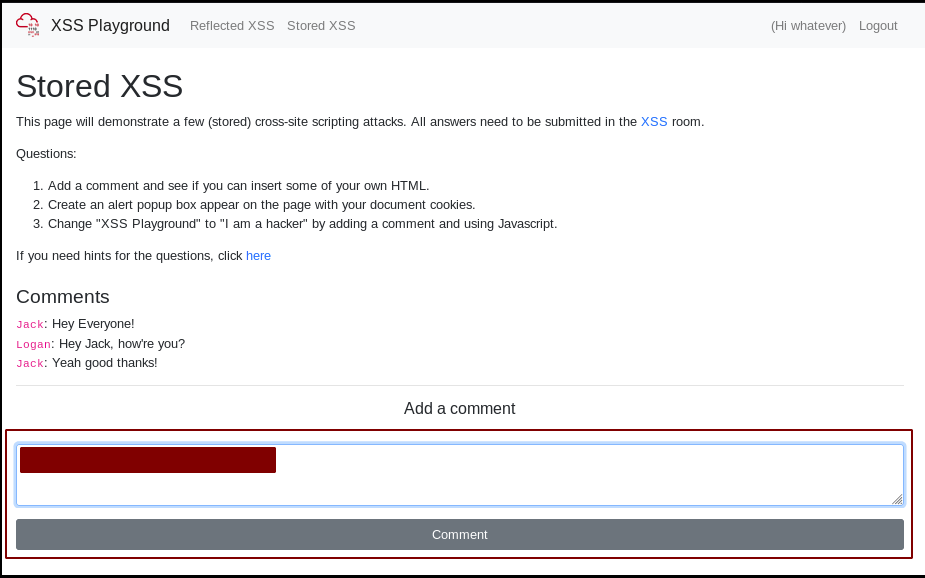 XSS Playground Reflected XSS Stored XSS (Hi whatever) Logout
Stored XSS
This page will demonstrate a few (stored) cross-site scripting attacks. All answers need to be submitted in the XSS room.
Questions:
1. Add a comment and see if you can insert some of your own HTML.
2. Create an alert popup box appear on the page with your document cookies.
3. Change "XSS Playground" to "I am a hacker" by adding a comment and using Javascript.
If you need hints for the questions, click here
Comments
Jack: Hey Everyone!
Logan: Hey Jack, how're you?
Jack: Yeah good thanks!
Add a comment
Comment